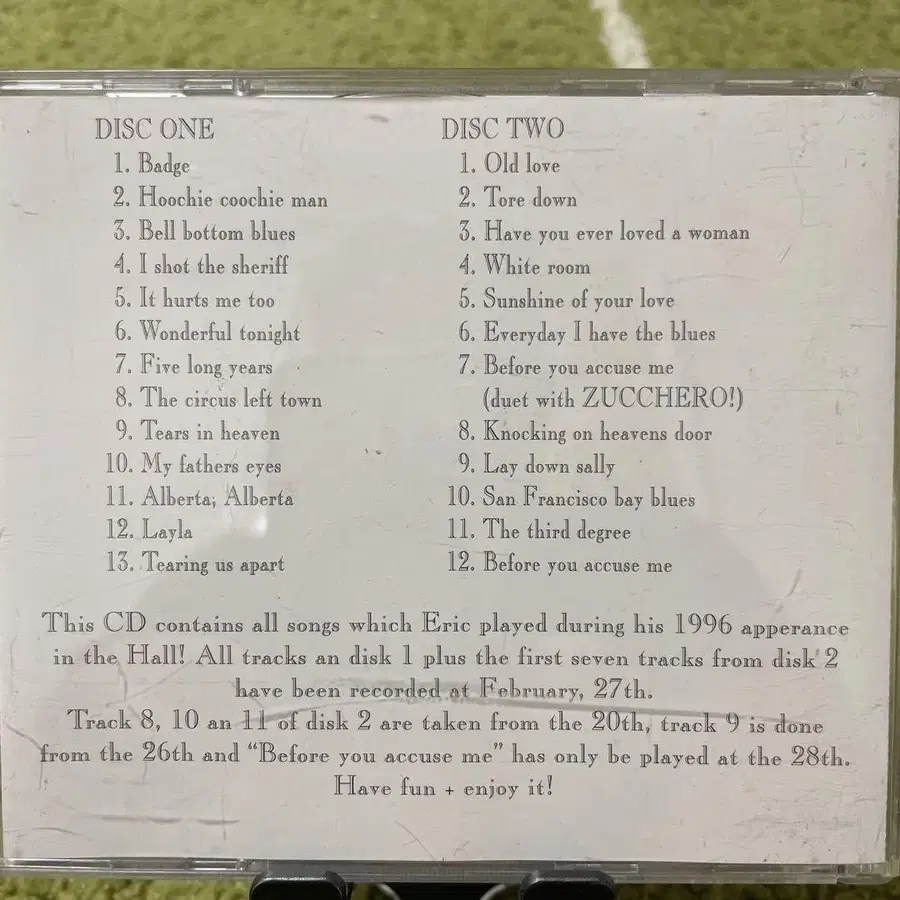 DISC ONE
1. Badge
2. Hoochie coochie man
3. Bell bottom blues
4. I shot the sheriff
5. It hurts me too
6. Wonderful tonight
7. Five long years
8. The circus left town
9. Tears in heaven
10. My fathers eyes
11. Alberta, Alberta
12. Layla
13. Tearing us apart
DISC TWO
1. Old love
2. Tore down
3. Have you ever loved a woman
4. White room
5. Sunshine of your love
6. Everyday I have the blues
7. Before you accuse me
(duet with ZUCCHERO!)
8. Knocking on heavens door
9. Lay down sally
10. San Francisco bay blues
11. The third degree
12. Before you accuse me
This CD contains all songs which Eric played during his 1996 apperance
in the Hall! All tracks an disk 1 plus the first seven tracks from disk 2
have been recorded at February, 27th.
Track 8, 10 an 11 of disk 2 are taken from the 20th, track 9 is done
from the 26th and "Before you accuse me" has only be played at the 28th.
Have fun + enjoy it!